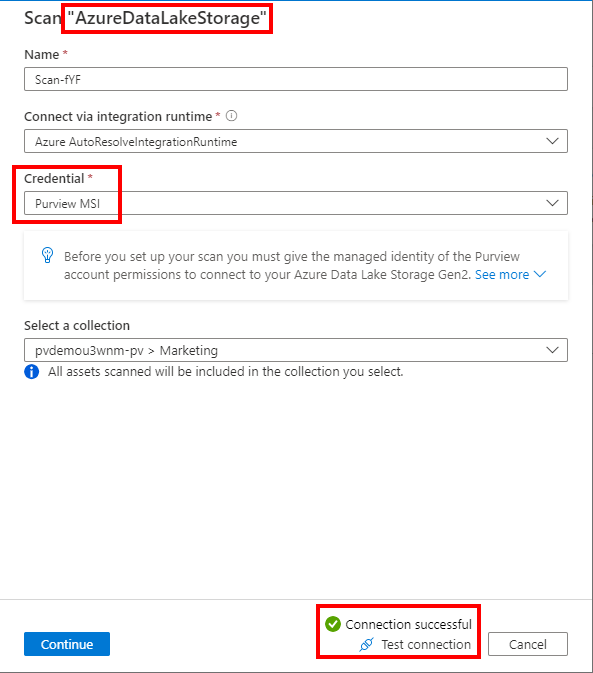 Scan "AzureDataLakeStorage"
Name *
Scan-fYF
Connect via integration runtime *
Azure AutoResolveIntegrationRuntime
Credential *
Purview MSI
Before you set up your scan you must give the managed identity of the Purview
account permissions to connect to your Azure Data Lake Storage Gen2. See more
Select a collection
pvdemou3wnm-pv > Marketing
All assets scanned will be included in the collection you select.
Connection successful
Continue
Test connection
Cancel